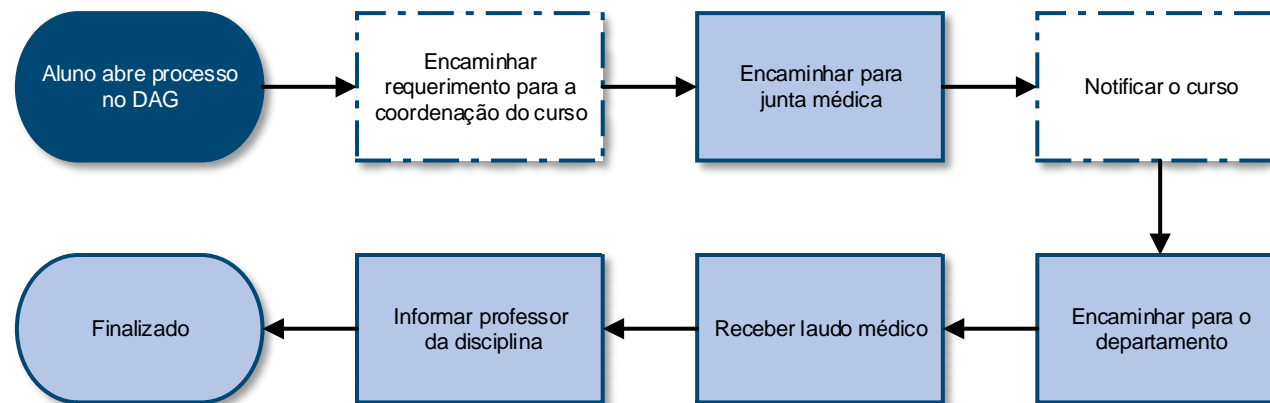 Aluno abre processo
no DAG
Encaminhar
requerimento para a
coordenação do curso
Encaminhar para
junta médica
Notificar o curso
Encaminhar para o
departamento
Receber laudo médico
Informar professor
da disciplina
Finalizado